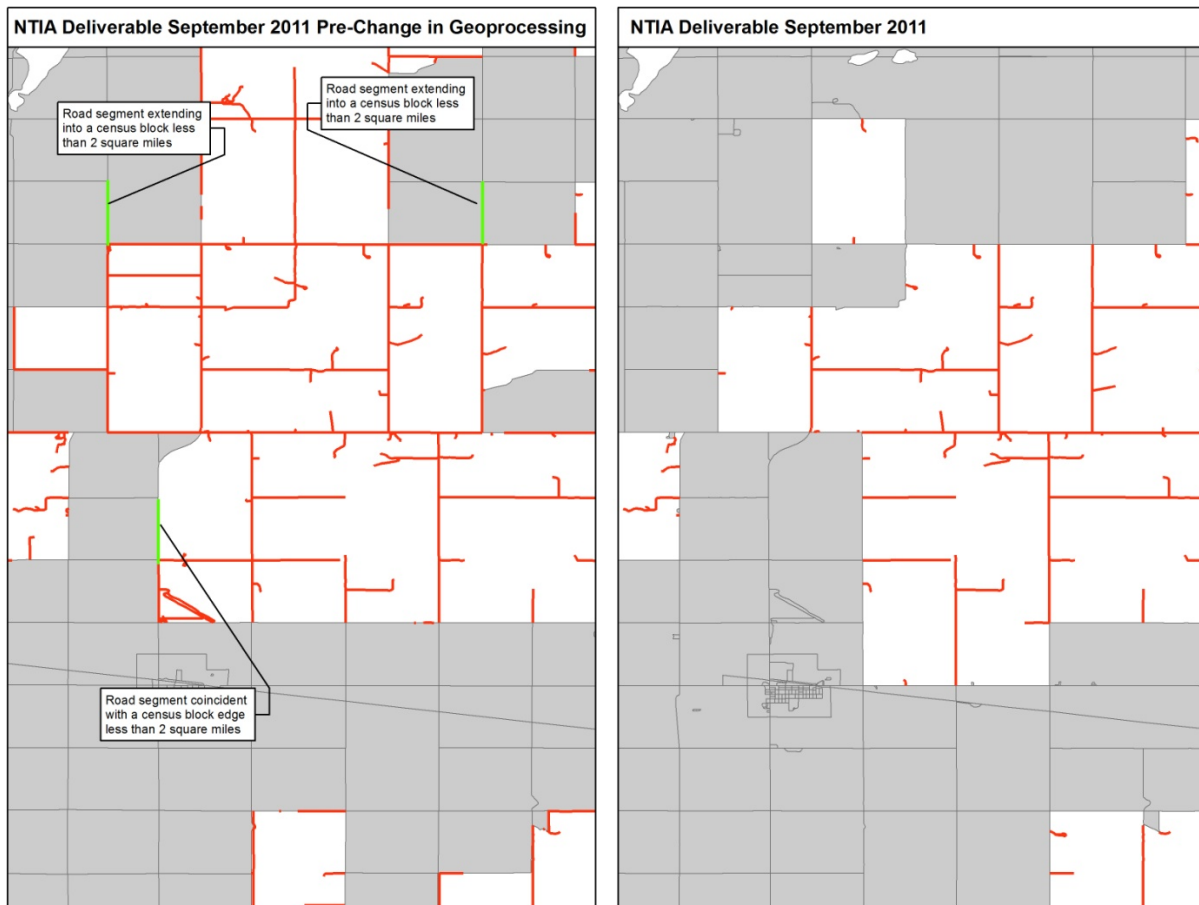 NTIA Deliverable September 2011 Pre-Change in Geoprocessing
NTIA Deliverable September 2011
Road segment extending
into a census block less
than 2 square miles
Road segment extending
into a census block less
than 2 square miles
Road segment coincident
with a census block edge
less than 2 square miles